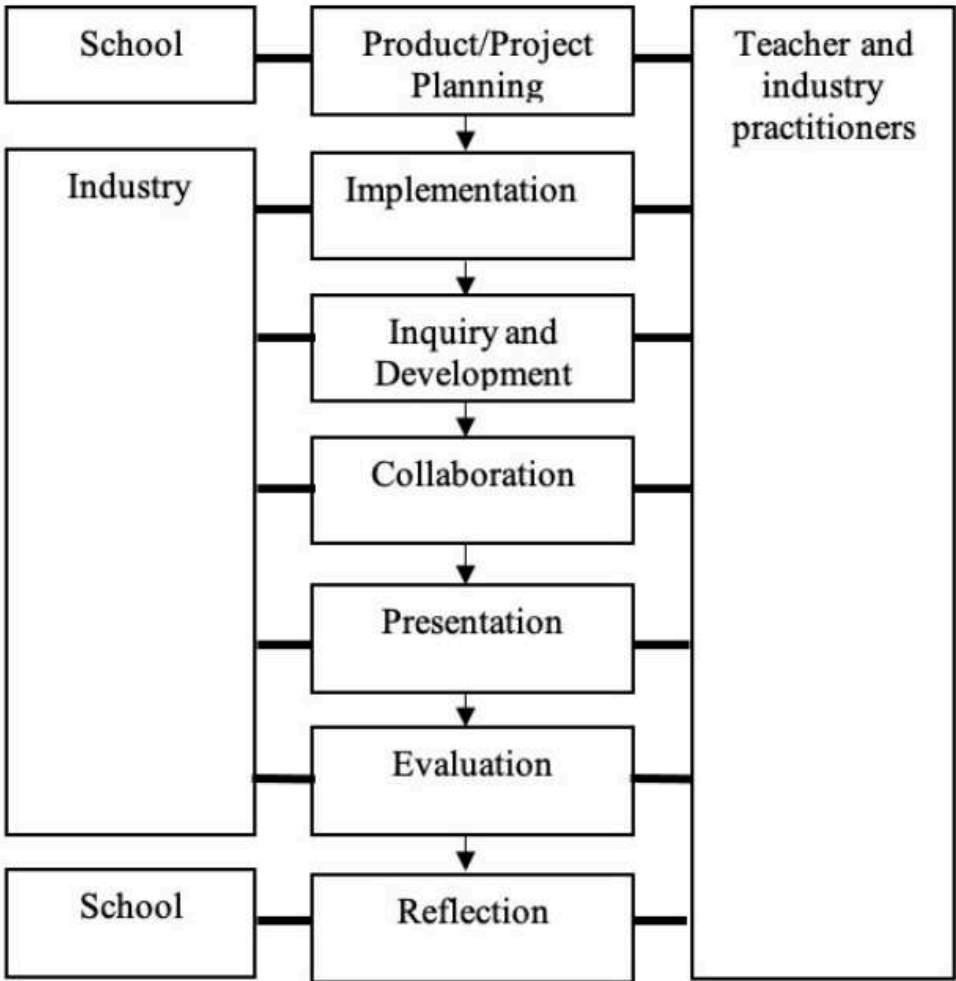 School
Product/Project
Planning
Teacher and
industry
practitioners
Industry
Implementation
Inquiry and
Development
Collaboration
Presentation
Evaluation
School
Reflection